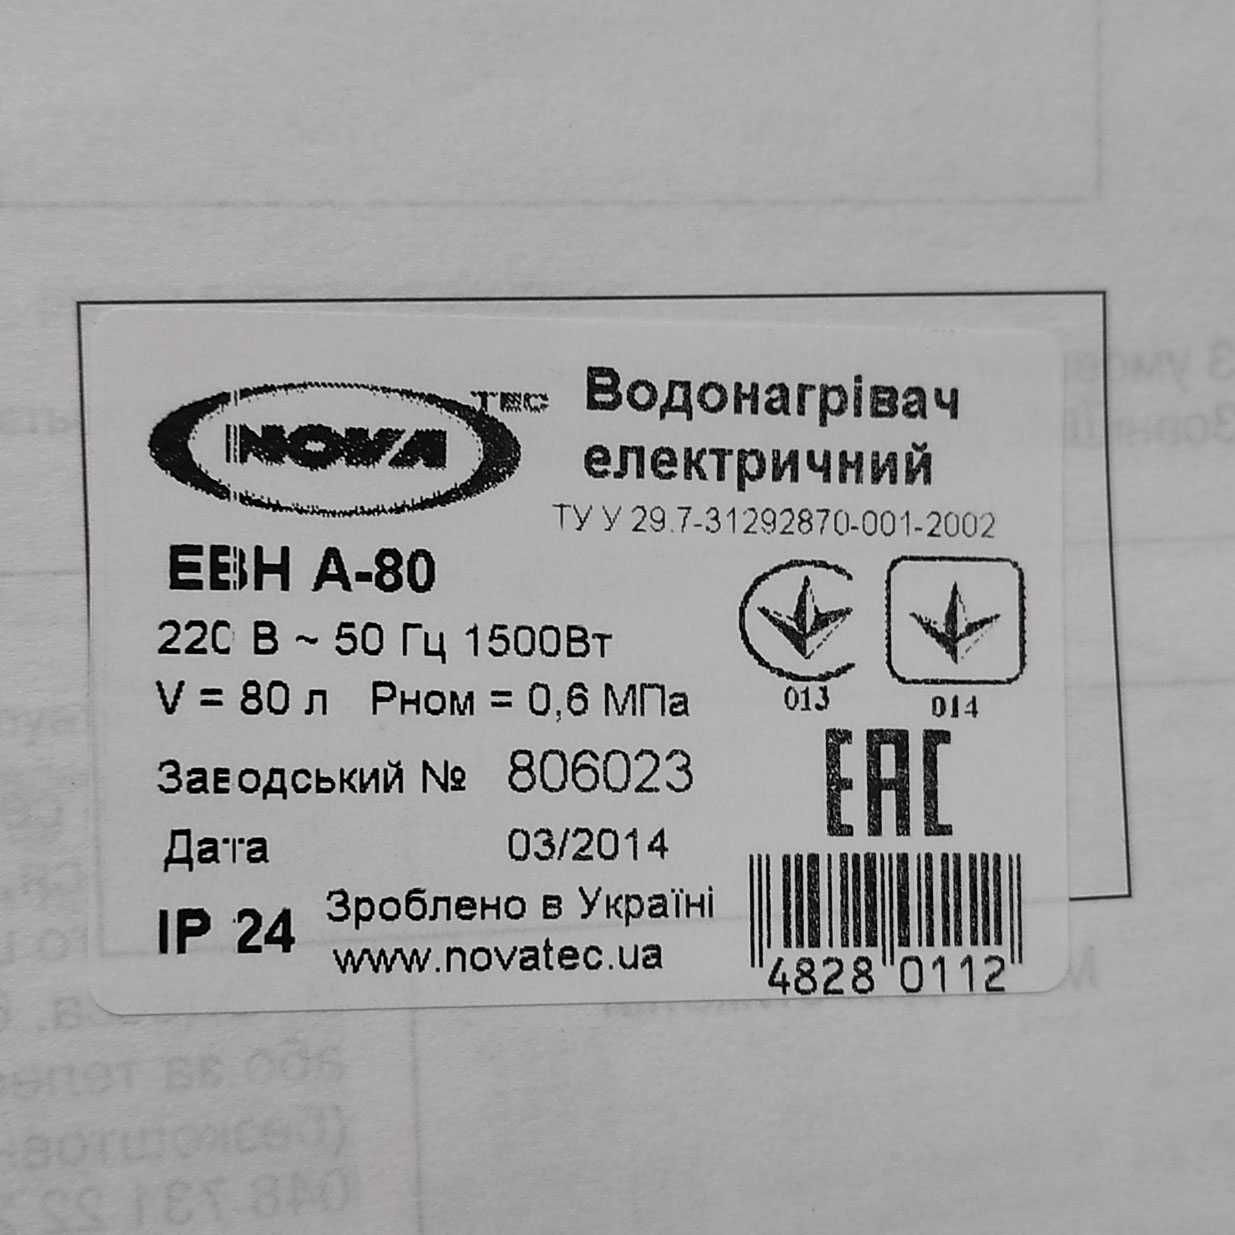 NOVA TEC
Водонагрівач
електричний
ТУ У 29.7-31292870-001-2002
ЕВН А-80
220 В ~ 50 Гц 1500Вт
V = 80 л Рном = 0,6 МПа
013
014
Заводський № 806023
EAC
Дата 03/2014
IP 24
Зроблено в Україні
www.novatec.ua
4828 0112